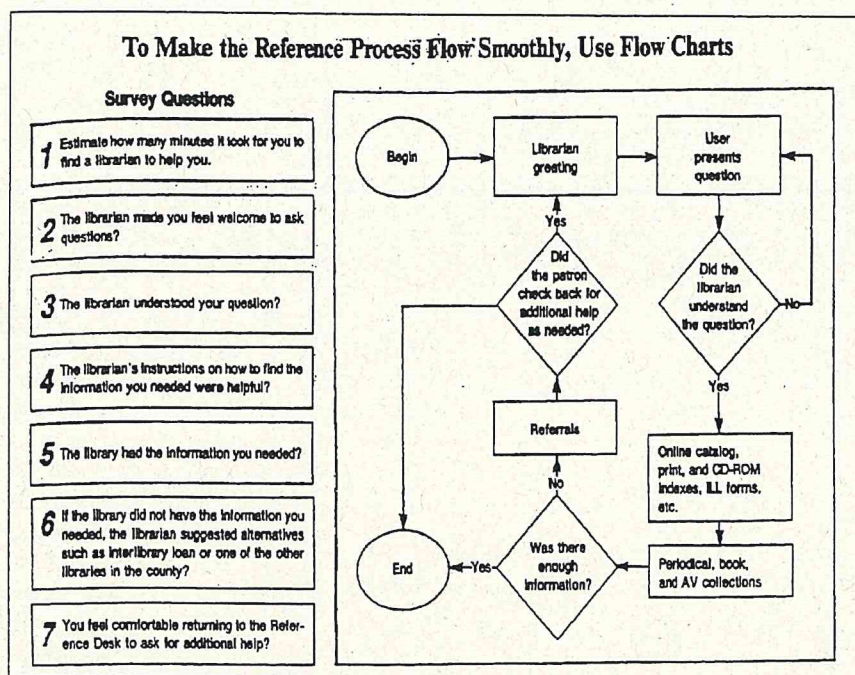 To Make the Reference Process Flow Smoothly, Use Flow Charts
Survey Questions
1 Estimate how many minutes it took for you to
find a librarian to help you.
2 The librarian made you feel welcome to ask
questions?
3 The librarian understood your question?
4 The librarian's instructions on how to find the
information you needed were helpful?
5 The library had the information you needed?
6 If the library did not have the information you
needed, the librarian suggested alternatives
such as interlibrary loan or one of the other
libraries in the county?
7 You feel comfortable returning to the Refer-
ence Desk to ask for additional help?
Begin
Librarian
greeting
User
presents
question
Yes
Did
the patron
check back for
additional help
as needed?
Did the
librarian
understand
the question?
No
Yes
Referrals
Online catalog,
print, and CD-ROM
indexes, ILL forms,
etc.
No
End
Yes
Was there
enough
information?
Periodical, book,
and AV collections